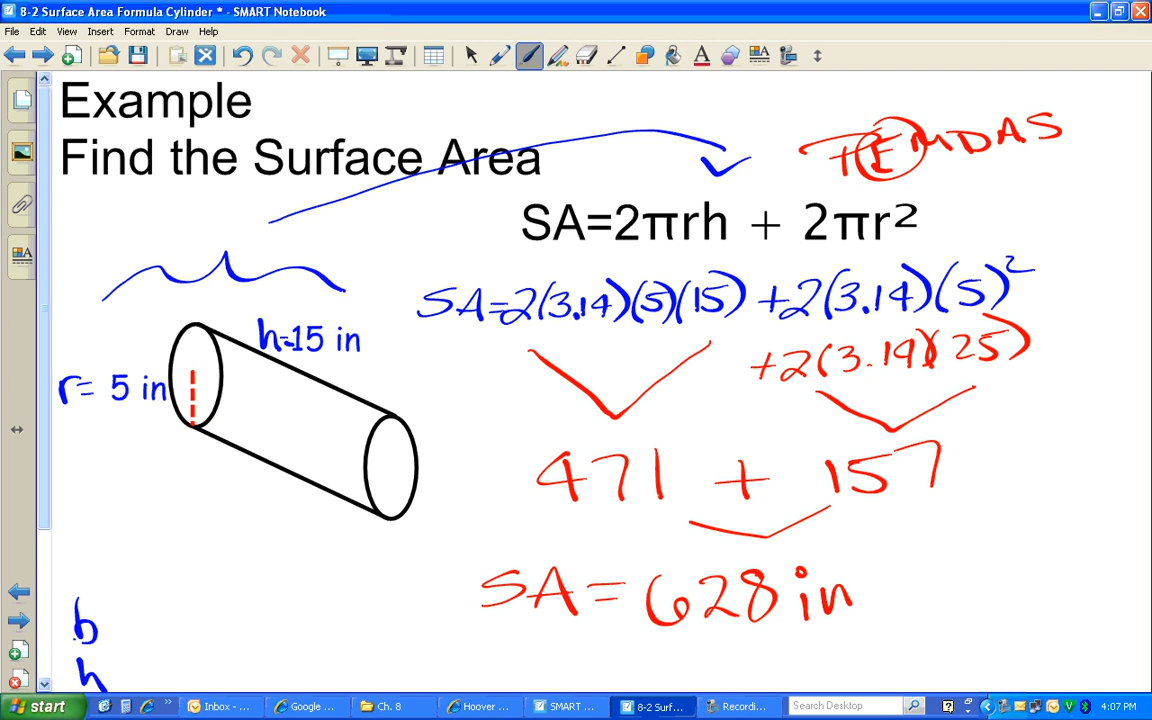 8-2 Surface Area Formula Cylinder * - SMART Notebook
File Edit View Insert Format Draw Help
Example
Find the Surface Area
PEMDAS
SA=2πrh + 2πr²
SA=2(3.14)(5)(15) +2(3.14)(5)²
h=15 in
+2(3.14)(25)
r= 5 in
471 + 157
SA= 628 in
b
h
start
Inbox - ...
Google ...
Ch. 8
Hoover ...
SMART ...
8-2 Surf...
Recordi...
Search Desktop
4:07 PM